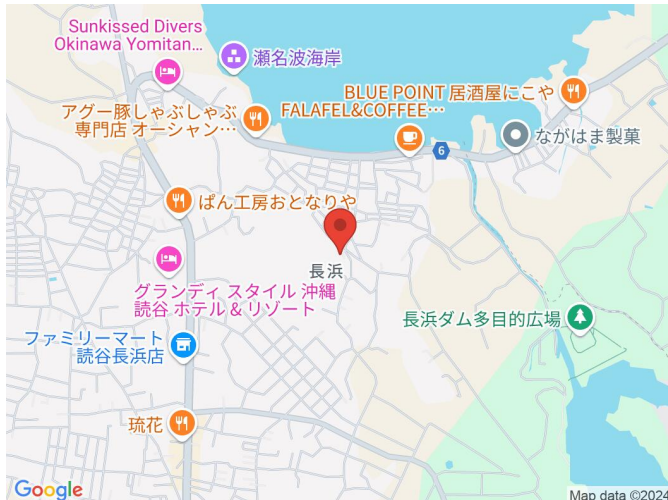 Sunkissed Divers
Okinawa Yomitan...
瀬名波海岸
BLUE POINT 居酒屋にこや
アグー豚しゃぶしゃぶ
専門店 オーシャン…
FALAFEL&COFFEE…
6
ながはま製菓
ぱん工房おとなりや
長浜
グランディ スタイル 沖縄
読谷 ホテル & リゾート
長浜ダム多目的広場
ファミリーマート
読谷長浜店
琉花
Google
Map data ©2024